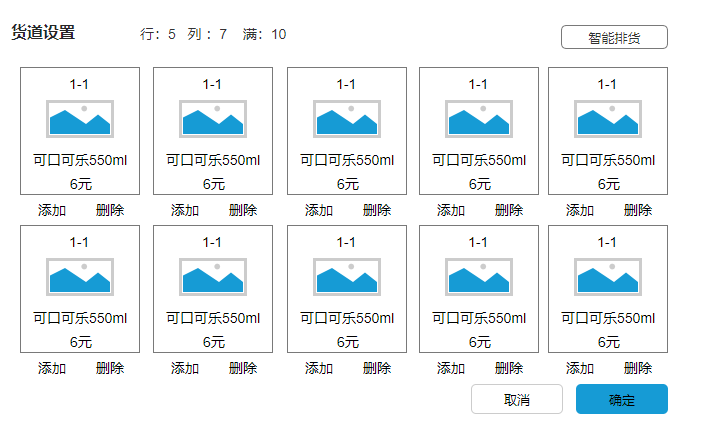 货道设置 行：5 列：7 满：10 智能排货
1-1 1-1 1-1 1-1 1-1
可口可乐550ml 可口可乐550ml 可口可乐550ml 可口可乐550ml 可口可乐550ml
6元 6元 6元 6元 6元
添加 删除 添加 删除 添加 删除 添加 删除 添加 删除
1-1 1-1 1-1 1-1 1-1
可口可乐550ml 可口可乐550ml 可口可乐550ml 可口可乐550ml 可口可乐550ml
6元 6元 6元 6元 6元
添加 删除 添加 删除 添加 删除 添加 删除 添加 删除
取消 确定